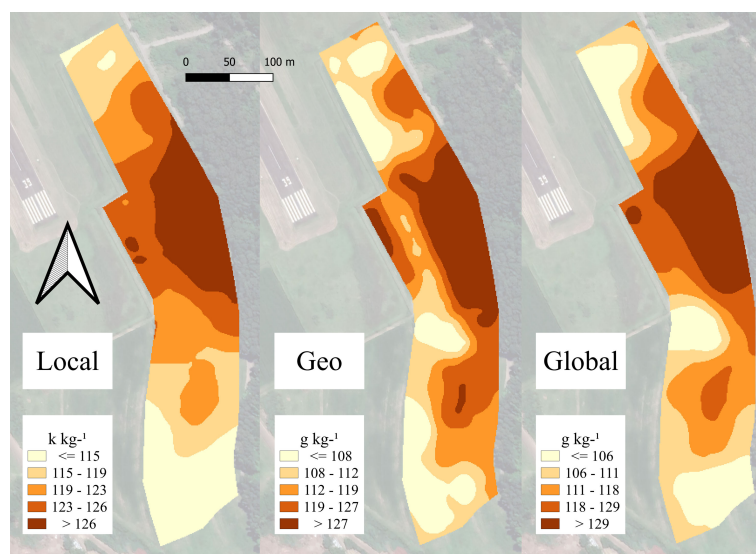 0 50 100 m
Local
k kg-¹
<= 115
115 - 119
119 - 123
123 - 126
> 126
Geo
g kg-¹
<= 108
108 - 112
112 - 119
119 - 127
> 127
Global
g kg-¹
<= 106
106 - 111
111 - 118
118 - 129
> 129